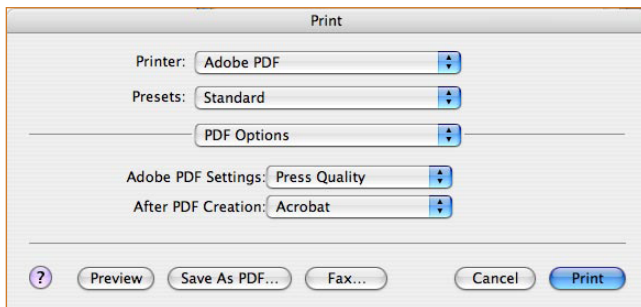 Print
Printer: Adobe PDF
Presets: Standard
PDF Options
Adobe PDF Settings: Press Quality
After PDF Creation: Acrobat
? Preview Save As PDF... Fax... Cancel Print